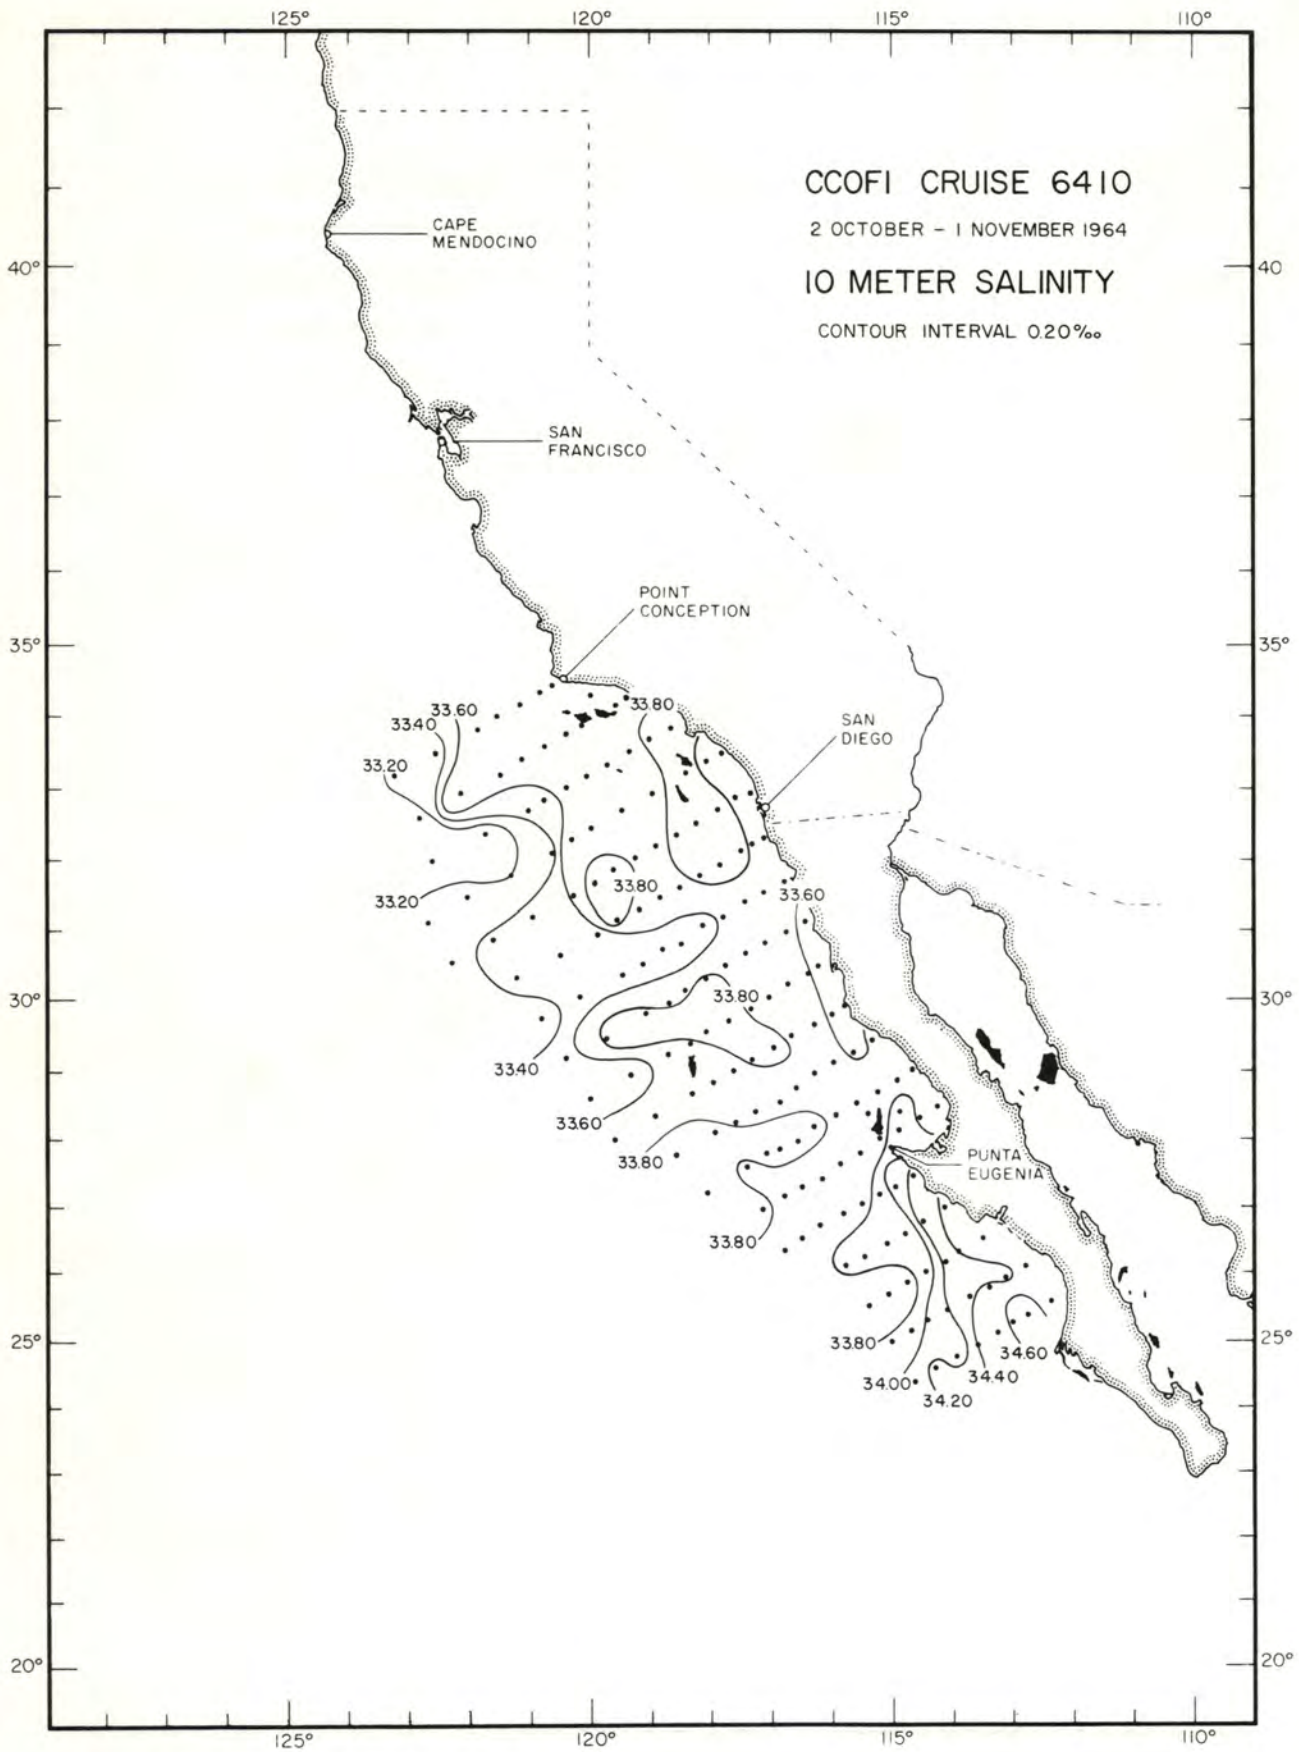 125°
120°
115°
110°
CCOFI CRUISE 6410
2 OCTOBER - 1 NOVEMBER 1964
10 METER SALINITY
CONTOUR INTERVAL 0.20‰
CAPE
MENDOCINO
40°
40
SAN
FRANCISCO
POINT
CONCEPTION
35°
35°
33.80
33.60
33.40
SAN
DIEGO
33.20
33.80
33.60
33.20
33.80
30°
30°
33.40
33.60
PUNTA
EUGENIA
33.80
33.80
25°
33.80
34.60
25°
34.00
34.40
34.20
20°
20°
125°
120°
115°
110°